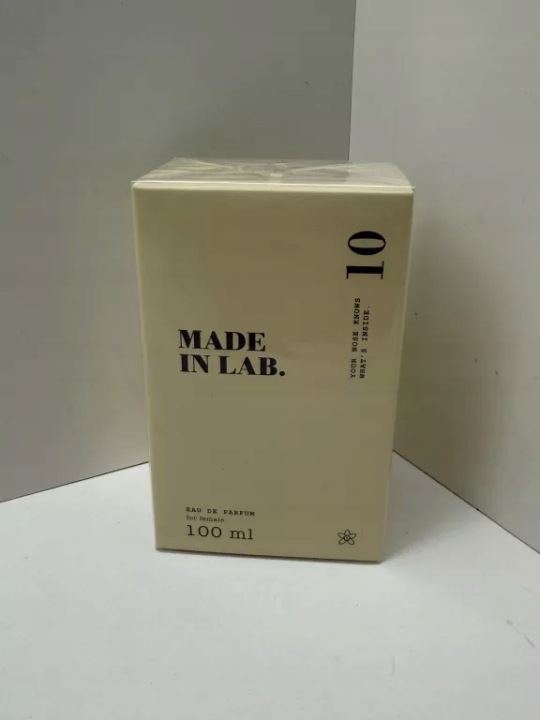 10
YOUR NOSE KNOWS
WHAT'S INSIDE.
MADE
IN LAB.
EAU DE PARFUM
for female
100 ml